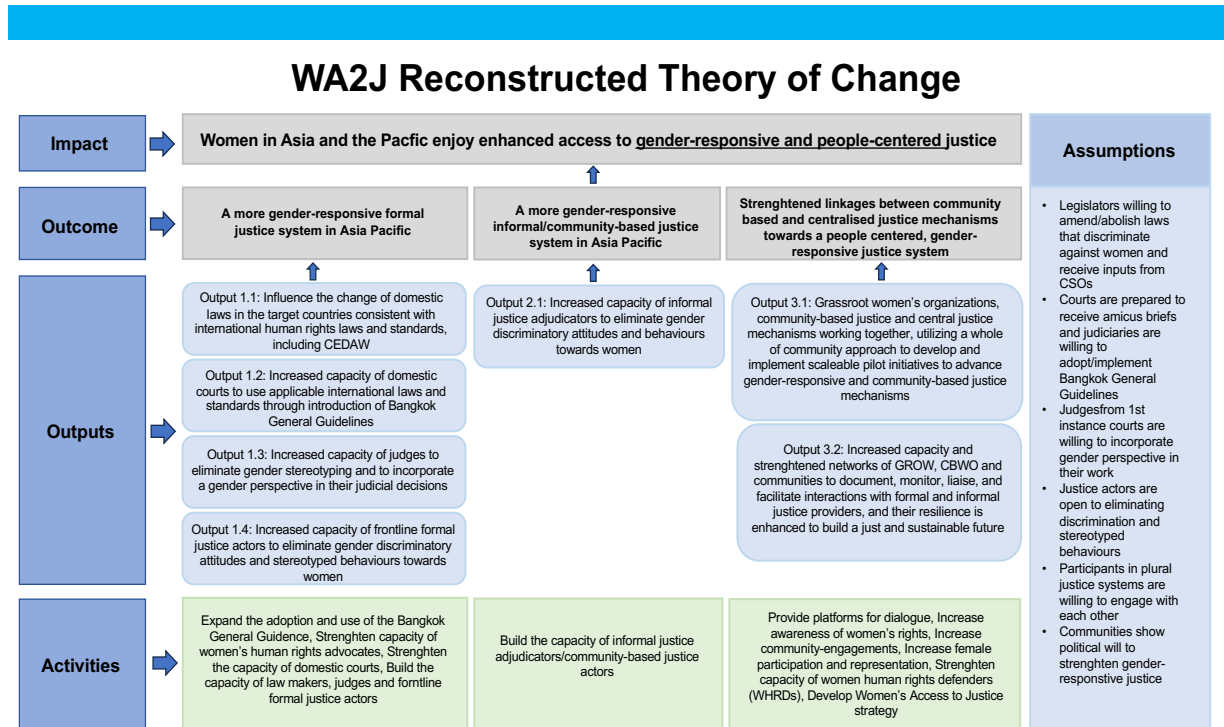 WA2J Reconstructed Theory of Change
Impact
Women in Asia and the Pacfic enjoy enhanced access to gender-responsive and people-centered justice
Outcome
A more gender-responsive formal
justice system in Asia Pacific
A more gender-responsive
informal/community-based justice
system in Asia Pacific
Strenghtened linkages between community
based and centralised justice mechanisms
towards a people centered, gender-
responsive justice system
Outputs
Output 1.1: Influence the change of domestic
laws in the target countries consistent with
international human rights laws and standards,
including CEDAW
Output 1.2: Increased capacity of domestic
courts to use applicable international laws and
standards through introduction of Bangkok
General Guidelines
Output 1.3: Increased capacity of judges to
eliminate gender stereotyping and to incorporate
a gender perspective in their judicial decisions
Output 1.4: Increased capacity of frontline formal
justice actors to eliminate gender discriminatory
attitudes and stereotyped behaviours towards
women
Output 2.1: Increased capacity of informal
justice adjudicators to eliminate gender
discriminatory attitudes and behaviours
towards women
Output 3.1: Grassroot women's organizations,
community-based justice and central justice
mechanisms working together, utilizing a whole
of community approach to develop and
implement scaleable pilot initiatives to advance
gender-responsive and community-based justice
mechanisms
Output 3.2: Increased capacity and
strenghtened networks of GROW, CBWO and
communities to document, monitor, liaise, and
facilitate interactions with formal and informal
justice providers, and their resilience is
enhanced to build a just and sustainable future
Activities
Expand the adoption and use of the Bangkok
General Guidence, Strenghten capacity of
women's human rights advocates, Strenghten
the capacity of domestic courts, Build the
capacity of law makers, judges and forntline
formal justice actors
Build the capacity of informal justice
adjudicators/community-based justice
actors
Provide platforms for dialogue, Increase
awareness of women's rights, Increase
community-engagements, Increase female
participation and representation, Strenghten
capacity of women human rights defenders
(WHRDs), Develop Women's Access to Justice
strategy
Assumptions
• Legislators willing to
amend/abolish laws
that discriminate
against women and
receive inputs from
CSOs
• Courts are prepared to
receive amicus briefs
and judiciaries are
willing to
adopt/implement
Bangkok General
Guidelines
• Judgesfrom 1st
instance courts are
willing to incorporate
gender perspective in
their work
• Justice actors are
open to eliminating
discrimination and
stereotyped
behaviours
• Participants in plural
justice systems are
willing to engage with
each other
• Communities show
political will to
strenghten gender-
responstive justice